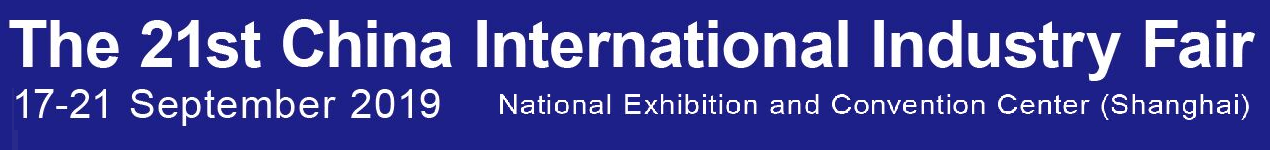 The 21st China International Industry Fair
17-21 September 2019 National Exhibition and Convention Center (Shanghai)